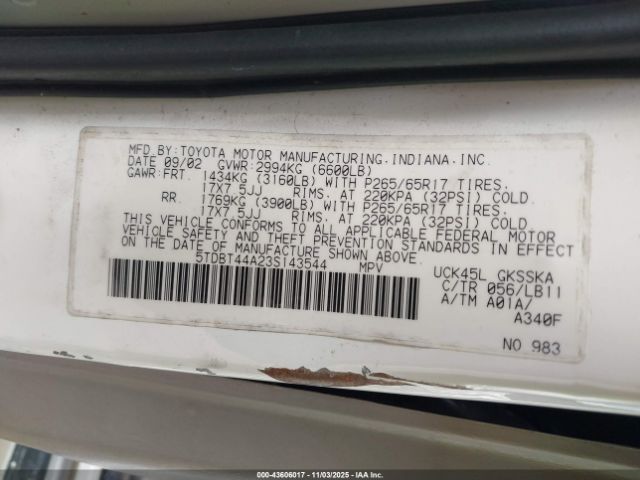 MFD.BY:TOYOTA MOTOR MANUFACTURING.INDIANA.INC.
DATE 09/02 GVWR:2994KG (6600LB)
GAWR:FRT. 1434KG (3160LB) WITH P265/65R17 TIRES.
17X7.5JJ RIMS. AT 220KPA (32PSI) COLD.
RR. 1769KG (3900LB) WITH P265/65R17 TIRES.
17X7.5JJ RIMS. AT 220KPA (32PSI) COLD.
THIS VEHICLE CONFORMS TO ALL APPLICABLE FEDERAL MOTOR
VEHICLE SAFETY AND THEFT PREVENTION STANDARDS IN EFFECT
ON THE DATE OF MANUFACTURE SHOWN ABOVE.
5TDBT44A23S143544 MPV
UCK45L GKSSKA
C/TR 056/LB11
A/TM A01A/
A340F
NO 983
000-43606017 - 11/03/2025 - IAA Inc.